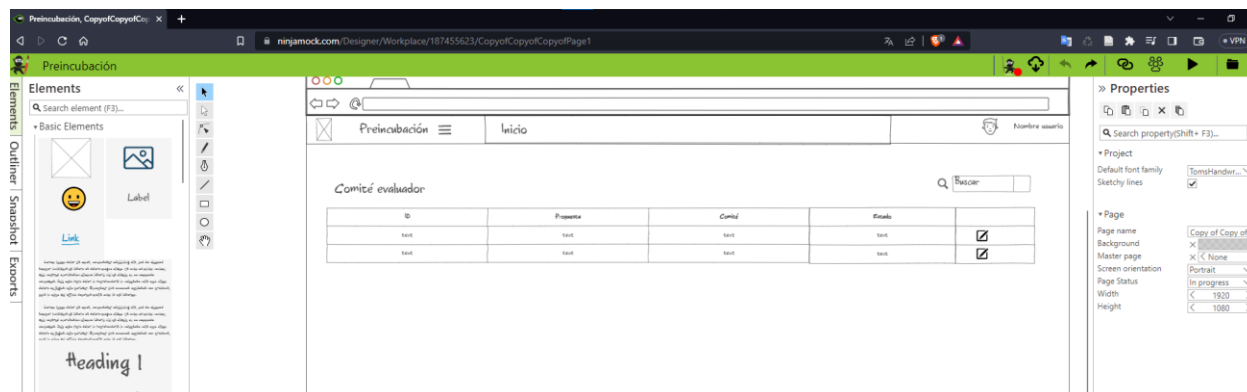 Preincubación, CopyofCopyofCop
ninjamock.com/Designer/Workplace/187455623/CopyofCopyofCopyofPage1
VPN
Preincubación
Elements
Outliner
Snapshot
Exports
Elements
Search element (F3)...
Basic Elements
Label
Link
Heading 1
Preincubación
Inicio
Nombre usuario
Comité evaluador
Buscar
ID Propuesta Comité Estado
text text text text
text text text text
Properties
Search property(Shift+ F3)...
Project
Default font family TomsHandwr...
Sketchy lines
Page
Page name Copy of Copy of
Background
Master page None
Screen orientation Portrait
Page Status In progress
Width 1920
Height 1080